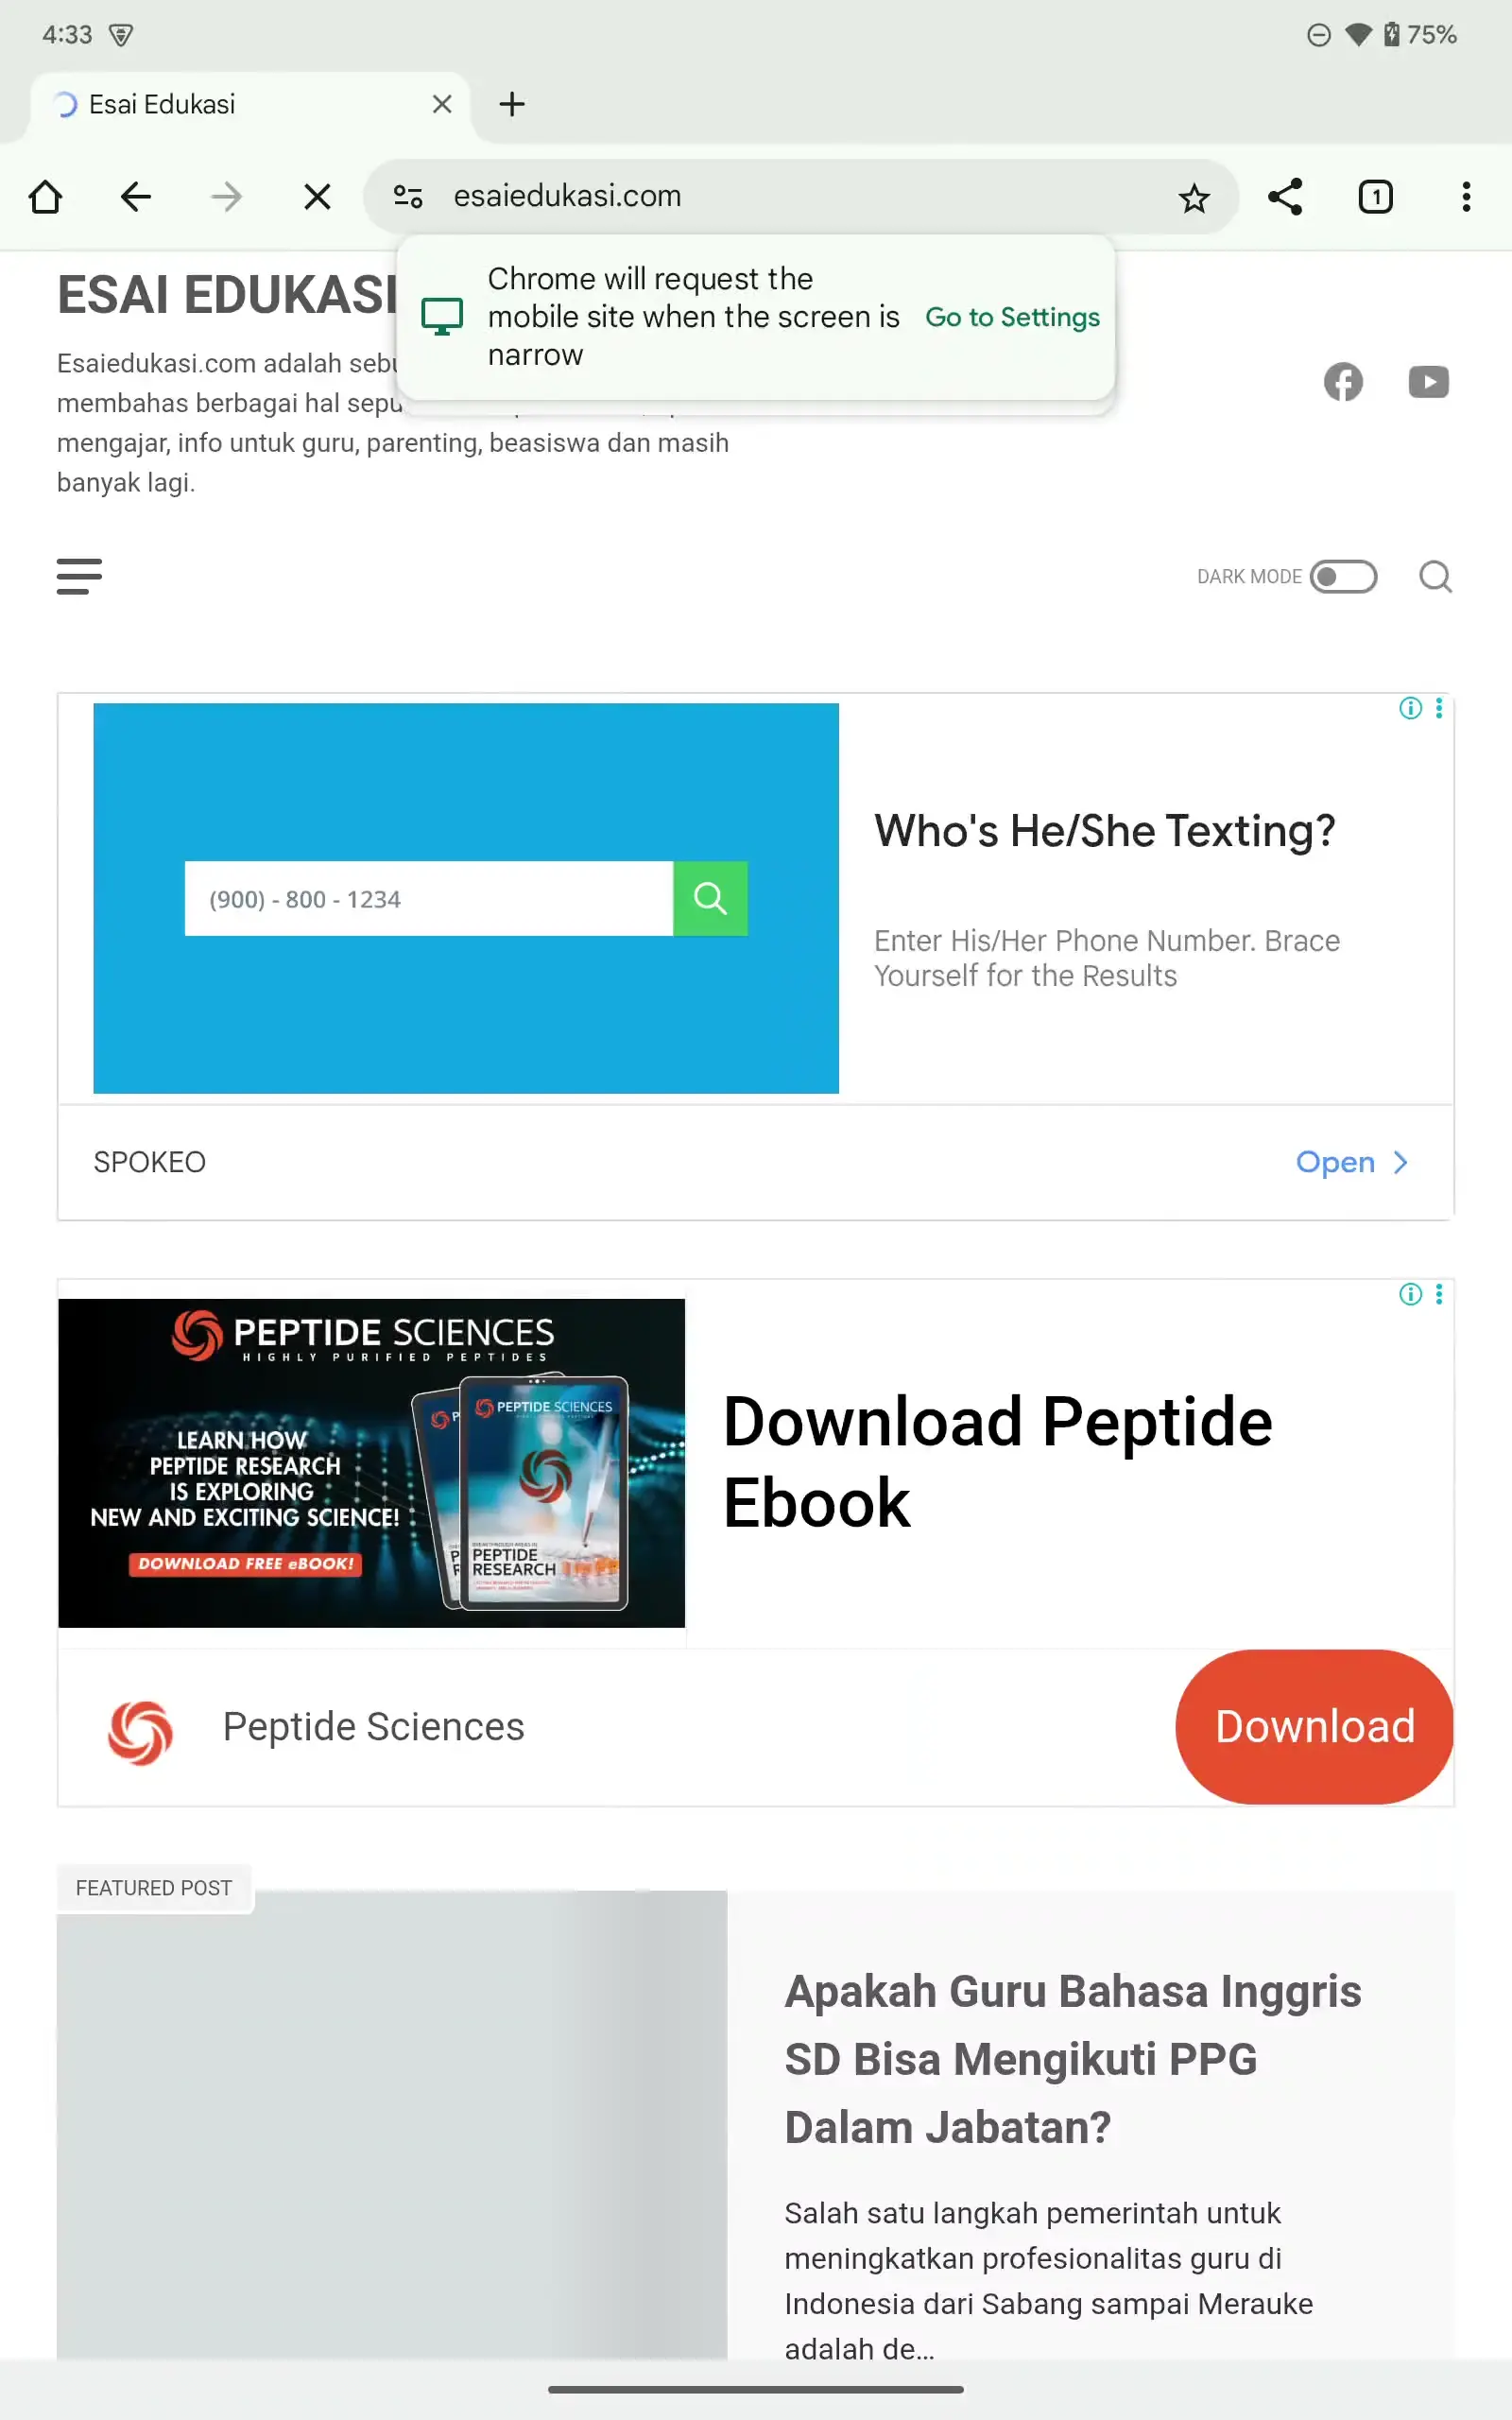 4:33
75%
Esai Edukasi
esaiedukasi.com
1
Chrome will request the
mobile site when the screen is
narrow
Go to Settings
ESAI EDUKASI
Esaiedukasi.com adalah
membahas berbagai hal
mengajar, info untuk guru, parenting, beasiswa dan masih
banyak lagi.
DARK MODE
(900) - 800 - 1234
Who's He/She Texting?
Enter His/Her Phone Number. Brace
Yourself for the Results
SPOKEO
Open
PEPTIDE SCIENCES
HIGHLY PURIFIED PEPTIDES
LEARN HOW
PEPTIDE RESEARCH
IS EXPLORING
NEW AND EXCITING SCIENCE!
DOWNLOAD FREE eBOOK!
PEPTIDE SCIENCES
PEPTIDE
RESEARCH
Download Peptide
Ebook
Peptide Sciences
Download
FEATURED POST
Apakah Guru Bahasa Inggris
SD Bisa Mengikuti PPG
Dalam Jabatan?
Salah satu langkah pemerintah untuk
meningkatkan profesionalitas guru di
Indonesia dari Sabang sampai Merauke
adalah de...